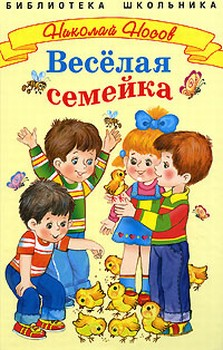 БИБЛИОТЕКА ШКОЛЬНИКА
Николай Носов
Весёлая
семейка